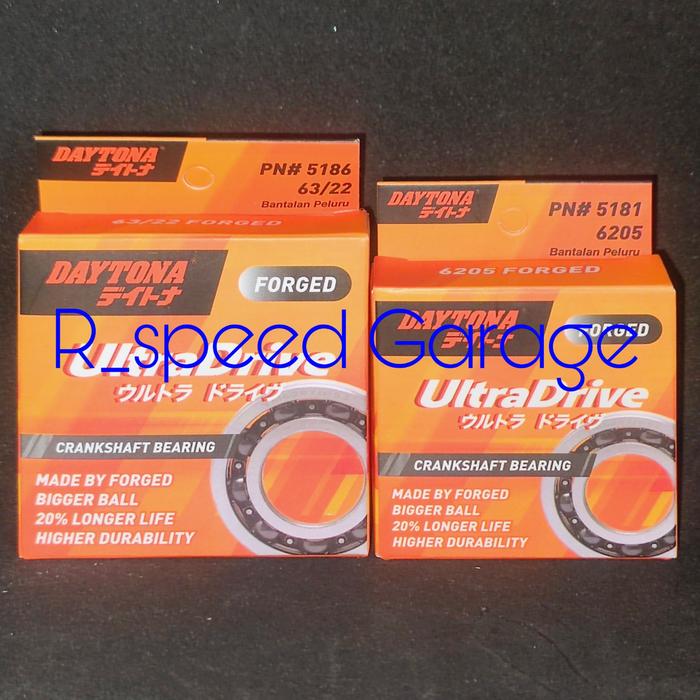 DAYTONA
デイトナ
PN# 5186
63/22
Bantalan Peluru
63/22 FORGED
DAYTONA
デイトナ
FORGED
UltraDrive
ウルトラ ドライヴ
CRANKSHAFT BEARING
MADE BY FORGED
BIGGER BALL
20% LONGER LIFE
HIGHER DURABILITY
DAYTONA
デイトナ
PN# 5181
6205
Bantalan Peluru
6205 FORGED
DAYTONA
デイトナ
FORGED
UltraDrive
ウルトラ ドライヴ
CRANKSHAFT BEARING
MADE BY FORGED
BIGGER BALL
20% LONGER LIFE
HIGHER DURABILITY
R_speed Garage